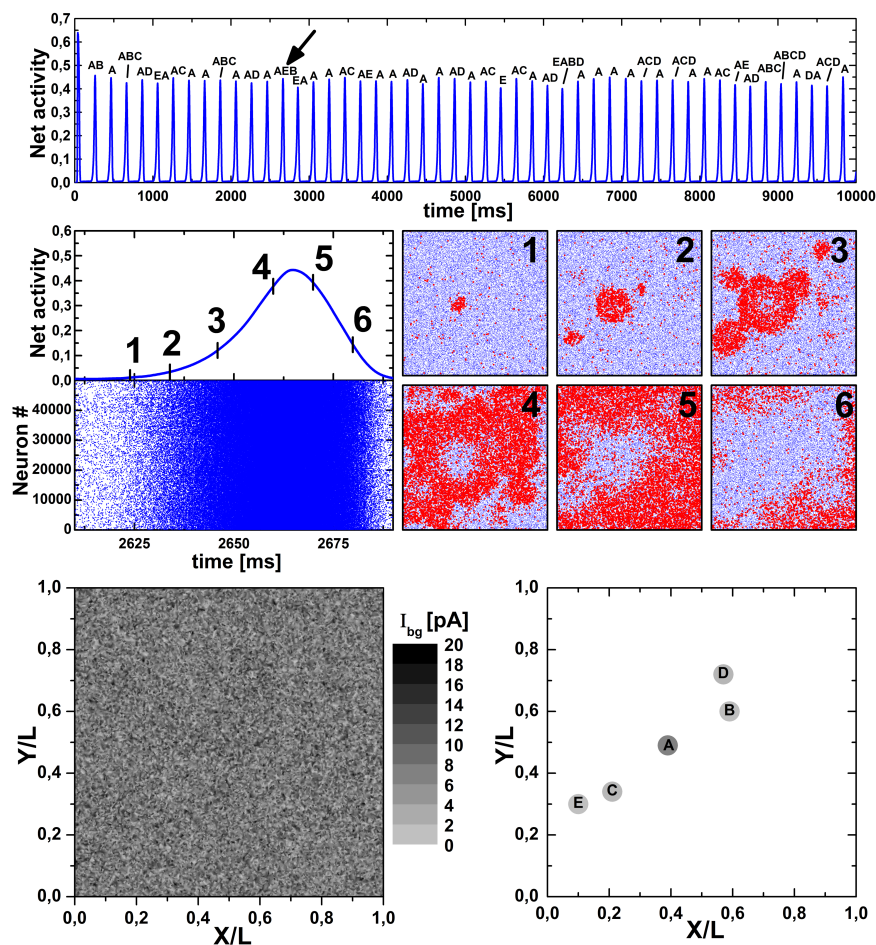 Net activity
0,7
0,6
0,5
0,4
0,3
0,2
0,1
0,0
AB A ABC AD EA AC A A ABC A AD A AEB EA A A AC AE A A AD A A AD A AC E AC A AD EABD A A A A ACD A ACD A A AC AE AD ABC ABCD A DA ACD A
0 1000 2000 3000 4000 5000 6000 7000 8000 9000 10000
time [ms]
Net activity
0,6
0,5
0,4
0,3
0,2
0,1
0,0
1 2 3 4 5 6
Neuron #
40000
30000
20000
10000
0
2625 2650 2675
time [ms]
1 2 3
4 5 6
Y/L
1,0
0,8
0,6
0,4
0,2
0,0
0,0 0,2 0,4 0,6 0,8 1,0
X/L
I bg [pA]
20
18
16
14
12
10
8
6
4
2
0
Y/L
1,0
0,8
0,6
0,4
0,2
0,0
D
B
A
C
E
0,0 0,2 0,4 0,6 0,8 1,0
X/L